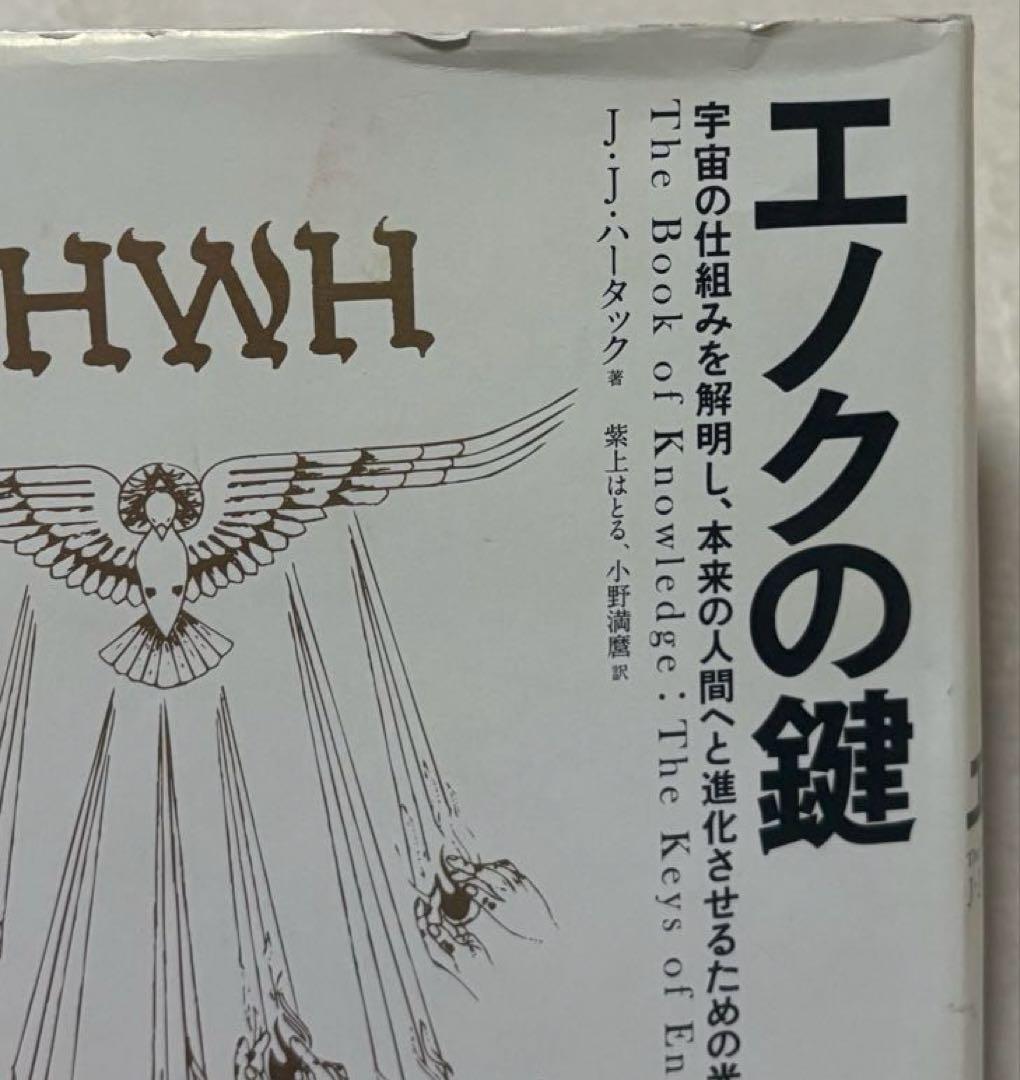 エノクの鍵
宇宙の仕組みを解明し、本来の人間へと進化させるための
The Book of Knowledge: The Keys of En
J・J・ハータック 著 紫上はとる、小野満麿 訳
HWH